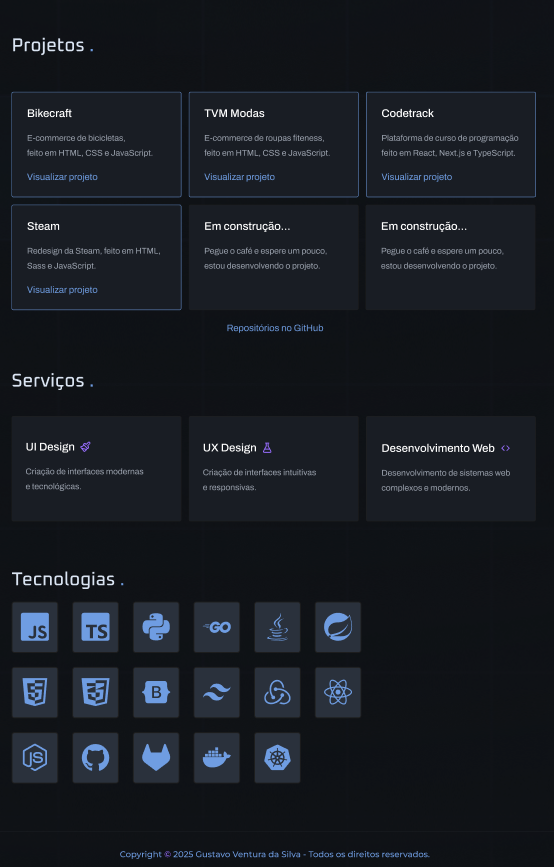 Projetos .
Bikecraft
E-commerce de bicicletas,
feito em HTML, CSS e JavaScript.
Visualizar projeto
TVM Modas
E-commerce de roupas fiteness,
feito em HTML, CSS e JavaScript.
Visualizar projeto
Codetrack
Plataforma de curso de programação
feito em React, Next.js e TypeScript.
Visualizar projeto
Steam
Redesign da Steam, feito em HTML,
Sass e JavaScript.
Visualizar projeto
Em construção...
Pegue o café e espere um pouco,
estou desenvolvendo o projeto.
Em construção...
Pegue o café e espere um pouco,
estou desenvolvendo o projeto.
Repositórios no GitHub
Serviços .
UI Design
Criação de interfaces modernas
e tecnológicas.
UX Design
Criação de interfaces intuitivas
e responsivas.
Desenvolvimento Web
Desenvolvimento de sistemas web
complexos e modernos.
Tecnologias .
JS
TS
GO
B
JS
Copyright © 2025 Gustavo Ventura da Silva - Todos os direitos reservados.